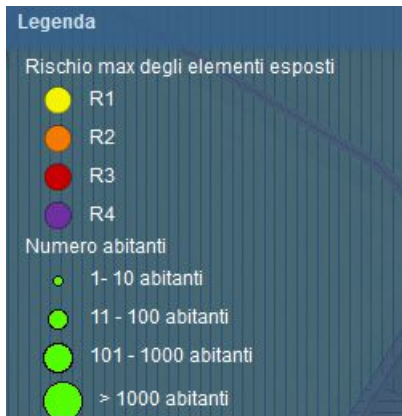 Legenda
Rischio max degli elementi esposti
R1
R2
R3
R4
Numero abitanti
1- 10 abitanti
11 - 100 abitanti
101 - 1000 abitanti
> 1000 abitanti